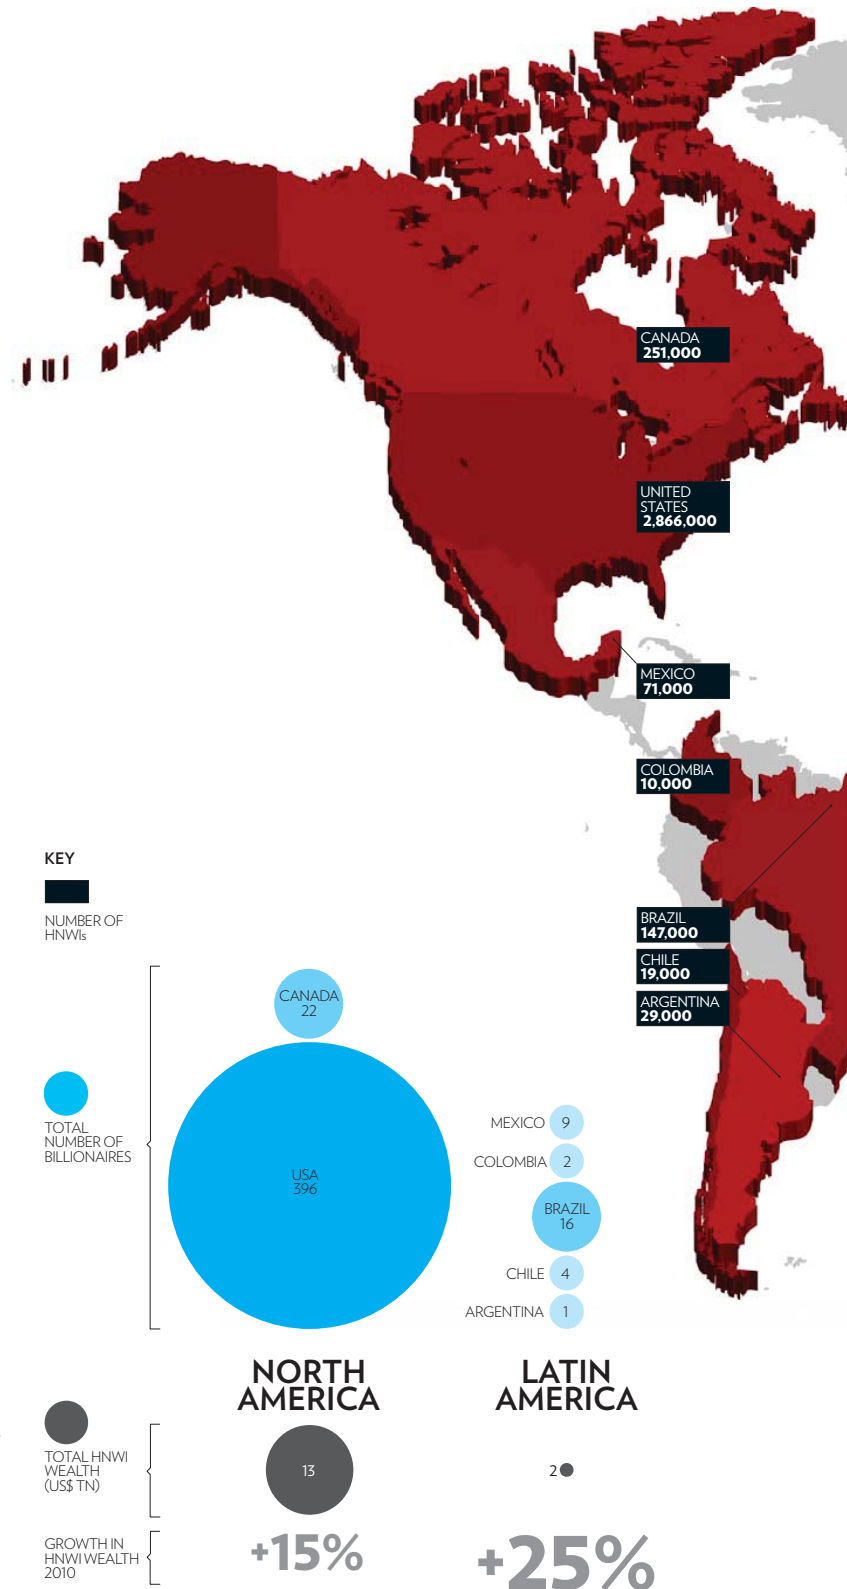 CANADA
251,000
UNITED
STATES
2,866,000
MEXICO
71,000
COLOMBIA
10,000
BRAZIL
147,000
CHILE
19,000
ARGENTINA
29,000
KEY
NUMBER OF
HNWIs
TOTAL
NUMBER OF
BILLIONAIRES
CANADA
22
USA
396
MEXICO 9
COLOMBIA 2
BRAZIL
16
CHILE 4
ARGENTINA 1
NORTH
AMERICA
LATIN
AMERICA
TOTAL HNWI
WEALTH
(US$ TN)
13
2
GROWTH IN
HNWI WEALTH
2010
+15%
+25%